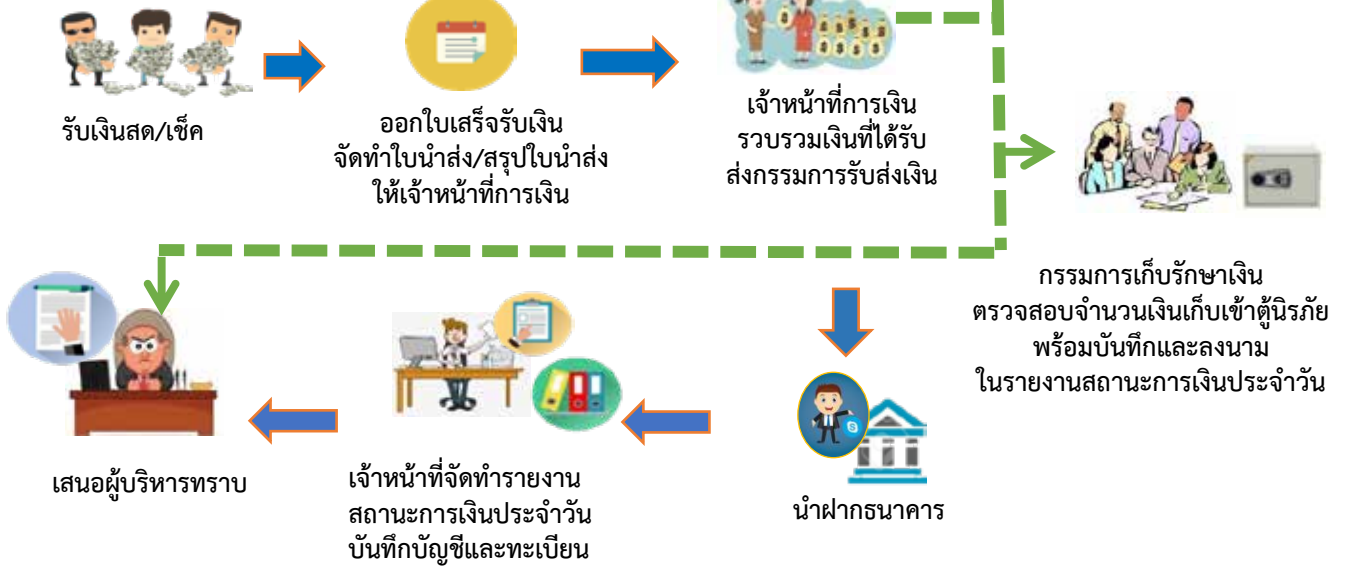 รับเงินสด/เช็ค
ออกใบเสร็จรับเงิน
จัดทำใบนำส่ง/สรุปใบนำส่ง
ให้เจ้าหน้าที่การเงิน
เจ้าหน้าที่การเงิน
รวบรวมเงินที่ได้รับ
ส่งกรรมการรับส่งเงิน
กรรมการเก็บรักษาเงิน
ตรวจสอบจำนวนเงินเก็บเข้าตู้นิรภัย
พร้อมบันทึกและลงนาม
ในรายงานสถานะการเงินประจำวัน
นำฝากธนาคาร
เจ้าหน้าที่จัดทำรายงาน
สถานะการเงินประจำวัน
บันทึกบัญชีและทะเบียน
เสนอผู้บริหารทราบ